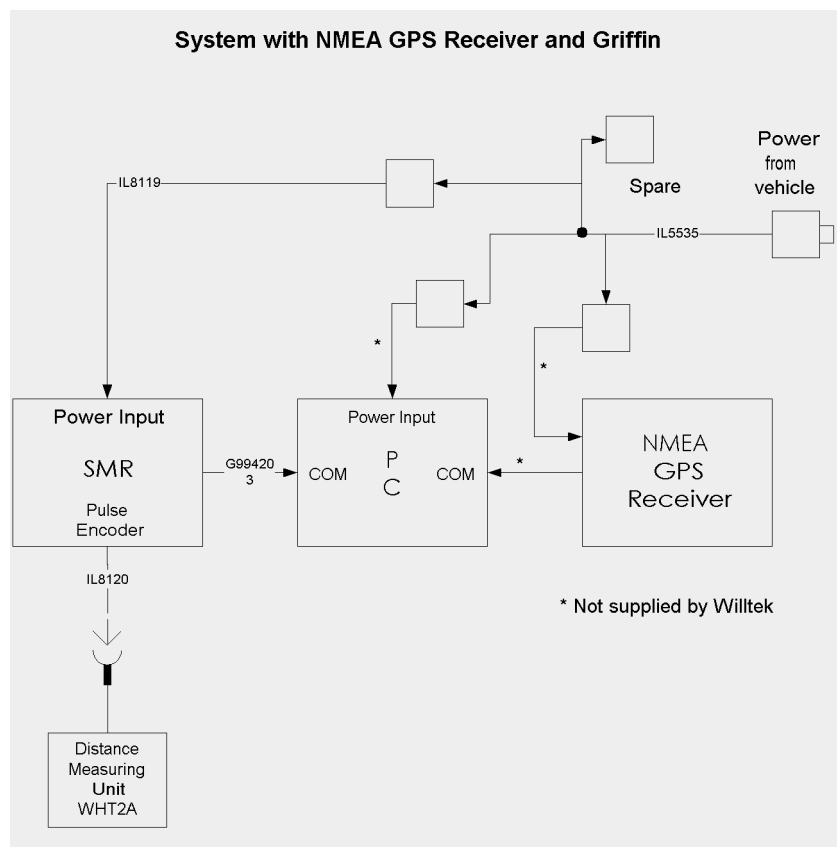 System with NMEA GPS Receiver and Griffin
Power
from
vehicle
Spare
IL8119
IL5535
*
*
Power Input
SMR
Pulse
Encoder
G99420
3
Power Input
COM
P
C
COM
*
NMEA
GPS
Receiver
IL8120
* Not supplied by Willtek
Distance
Measuring
Unit
WHT2A